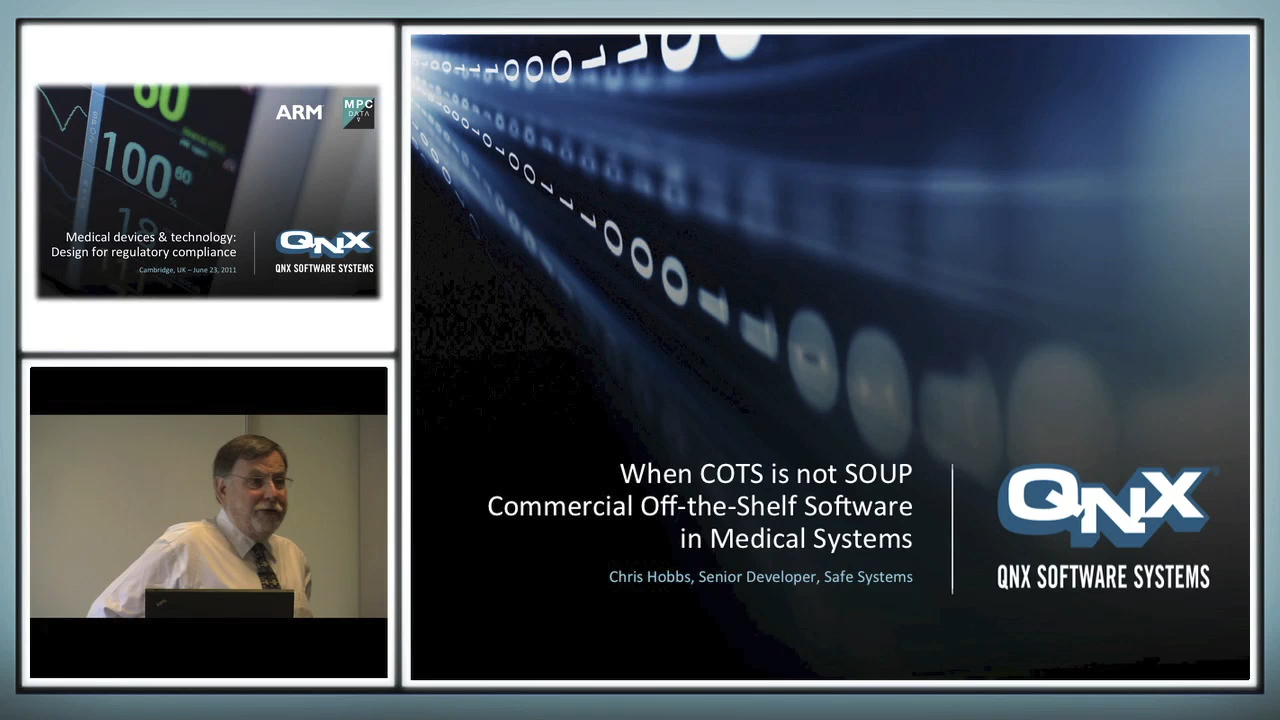 60
100
60
%
18
ARM
MPC
DATA
Medical devices & technology:
Design for regulatory compliance
Cambridge, UK – June 23, 2011
QNX
QNX SOFTWARE SYSTEMS
When COTS is not SOUP
Commercial Off-the-Shelf Software
in Medical Systems
Chris Hobbs, Senior Developer, Safe Systems
QNX
QNX SOFTWARE SYSTEMS